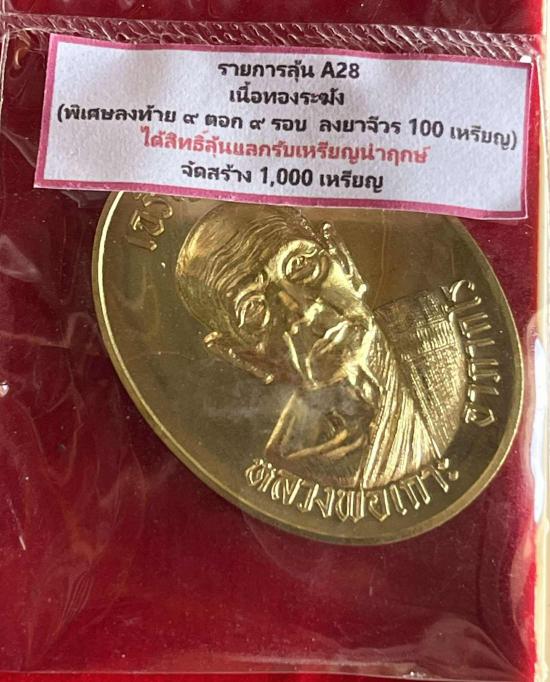 รายการลุ้น A28
เนื้อทองระฆัง
(พิเศษลงท้าย ๙ ตอก ๙ รอบ ลงยาจีวร 100 เหรียญ)
ได้สิทธิ์ลุ้นแลกรับเหรียญนำฤกษ์
จัดสร้าง 1,000 เหรียญ
หลวงพ่อเกาะ